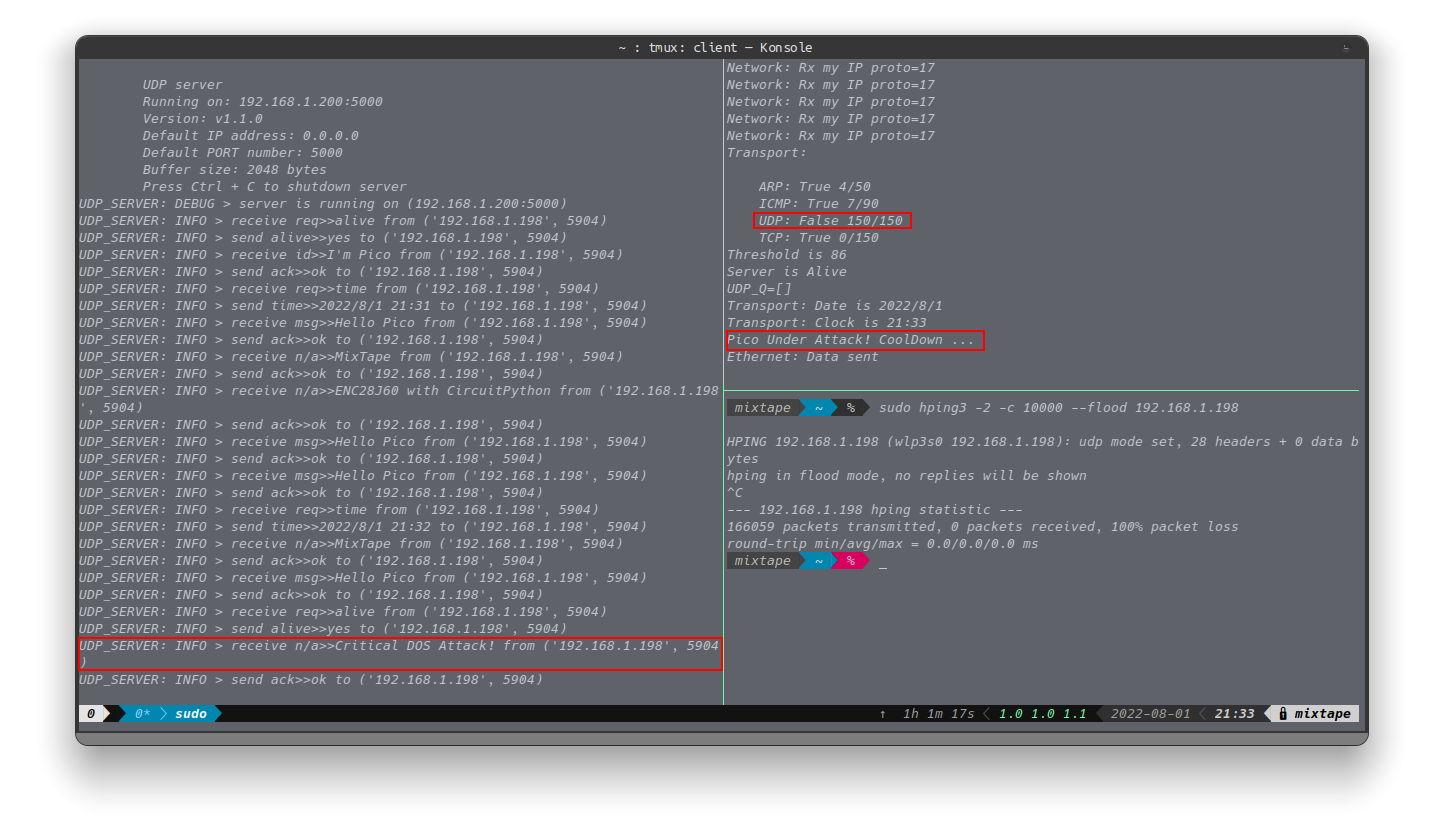 ~ : tmux: client — Konsole
UDP server
Running on: 192.168.1.200:5000
Version: v1.1.0
Default IP address: 0.0.0.0
Default PORT number: 5000
Buffer size: 2048 bytes
Press Ctrl + C to shutdown server
UDP_SERVER: DEBUG > server is running on (192.168.1.200:5000)
UDP_SERVER: INFO > receive req>>alive from ('192.168.1.198', 5904)
UDP_SERVER: INFO > send alive>>yes to ('192.168.1.198', 5904)
UDP_SERVER: INFO > receive id>>I'm Pico from ('192.168.1.198', 5904)
UDP_SERVER: INFO > send ack>>ok to ('192.168.1.198', 5904)
UDP_SERVER: INFO > receive req>>time from ('192.168.1.198', 5904)
UDP_SERVER: INFO > send time>>2022/8/1 21:31 to ('192.168.1.198', 5904)
UDP_SERVER: INFO > receive msg>>Hello Pico from ('192.168.1.198', 5904)
UDP_SERVER: INFO > send ack>>ok to ('192.168.1.198', 5904)
UDP_SERVER: INFO > receive n/a>>MixTape from ('192.168.1.198', 5904)
UDP_SERVER: INFO > send ack>>ok to ('192.168.1.198', 5904)
UDP_SERVER: INFO > receive n/a>>ENC28J60 with CircuitPython from ('192.168.1.198
', 5904)
UDP_SERVER: INFO > send ack>>ok to ('192.168.1.198', 5904)
UDP_SERVER: INFO > receive msg>>Hello Pico from ('192.168.1.198', 5904)
UDP_SERVER: INFO > send ack>>ok to ('192.168.1.198', 5904)
UDP_SERVER: INFO > receive msg>>Hello Pico from ('192.168.1.198', 5904)
UDP_SERVER: INFO > send ack>>ok to ('192.168.1.198', 5904)
UDP_SERVER: INFO > receive req>>time from ('192.168.1.198', 5904)
UDP_SERVER: INFO > send time>>2022/8/1 21:32 to ('192.168.1.198', 5904)
UDP_SERVER: INFO > receive n/a>>MixTape from ('192.168.1.198', 5904)
UDP_SERVER: INFO > send ack>>ok to ('192.168.1.198', 5904)
UDP_SERVER: INFO > receive msg>>Hello Pico from ('192.168.1.198', 5904)
UDP_SERVER: INFO > send ack>>ok to ('192.168.1.198', 5904)
UDP_SERVER: INFO > receive req>>alive from ('192.168.1.198', 5904)
UDP_SERVER: INFO > send alive>>yes to ('192.168.1.198', 5904)
UDP_SERVER: INFO > receive n/a>>Critical DOS Attack! from ('192.168.1.198', 5904
)
UDP_SERVER: INFO > send ack>>ok to ('192.168.1.198', 5904)
Network: Rx my IP proto=17
Network: Rx my IP proto=17
Network: Rx my IP proto=17
Network: Rx my IP proto=17
Network: Rx my IP proto=17
Transport:
ARP: True 4/50
ICMP: True 7/90
UDP: False 150/150
TCP: True 0/150
Threshold is 86
Server is Alive
UDP_Q=[]
Transport: Date is 2022/8/1
Transport: Clock is 21:33
Pico Under Attack! CoolDown ...
Ethernet: Data sent
mixtape ~ % sudo hping3 -2 -c 10000 --flood 192.168.1.198
HPING 192.168.1.198 (wlp3s0 192.168.1.198): udp mode set, 28 headers + 0 data b
ytes
hping in flood mode, no replies will be shown
^C
--- 192.168.1.198 hping statistic ---
166059 packets transmitted, 0 packets received, 100% packet loss
round-trip min/avg/max = 0.0/0.0/0.0 ms
mixtape ~ % _
0 0* sudo ↑ 1h 1m 17s 1.0 1.0 1.1 2022-08-01 21:33 mixtape